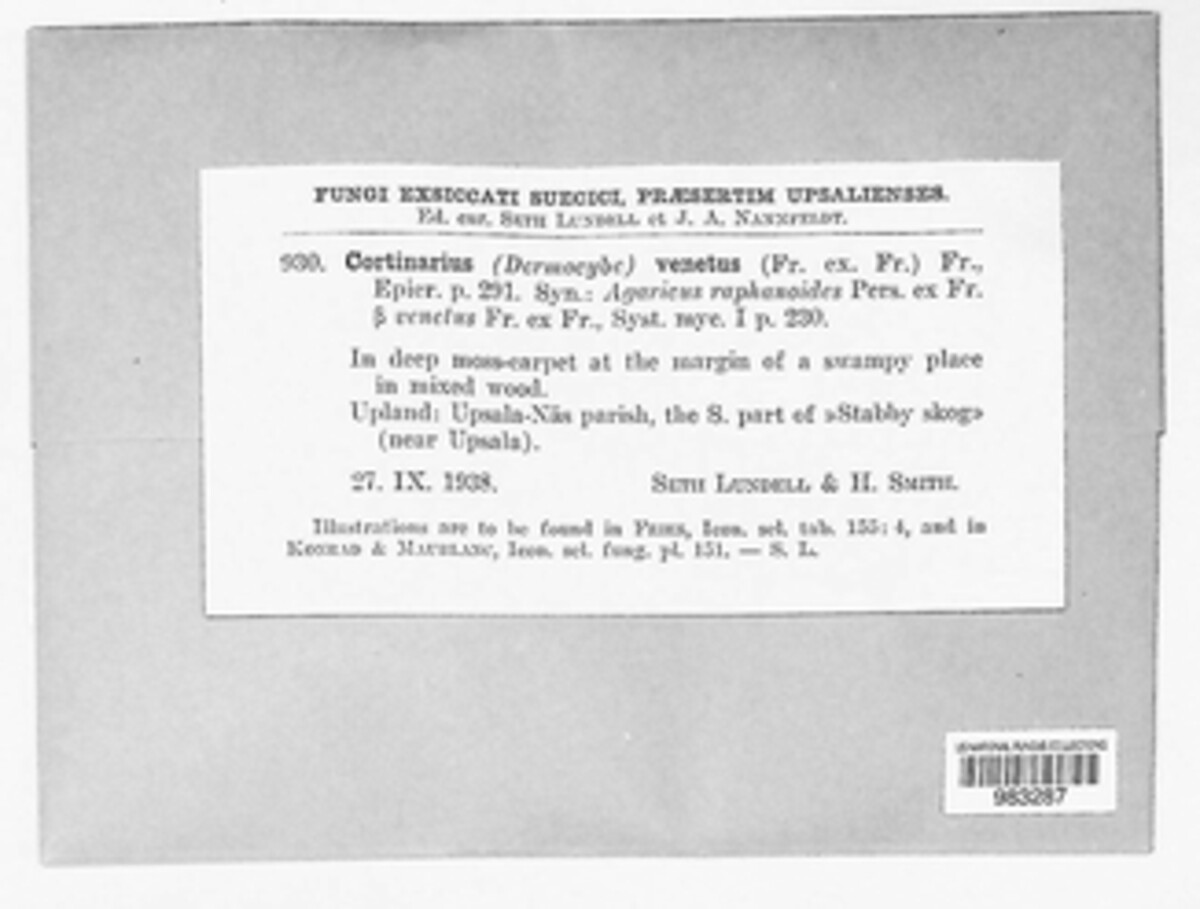 FUNGI EXSICCATI SUECICI, PRÆSERTIM UPSALIENSES.
Ed. cur. SETH LUNDELL et J. A. NANNFELDT.
930. Cortinarius (Dermocybe) venetus (Fr. ex. Fr.) Fr.,
Epicr. p. 291. Syn.: Agaricus raphanoides Pers. ex Fr.
β venetus Fr. ex Fr., Syst. myc. I p. 230.
In deep moss-carpet at the margin of a swampy place
in mixed wood.
Upland: Upsala-Näs parish, the S. part of »Stabby skog»
(near Upsala).
27. IX. 1938. SETH LUNDELL & H. SMITH.
Illustrations are to be found in FRIES, Icon. sel. tab. 155: 4, and in
KONRAD & MAUBLANC, Icon. sel. fung. pl. 151. — S. L.
US NATIONAL FUNGUS COLLECTIONS
983287